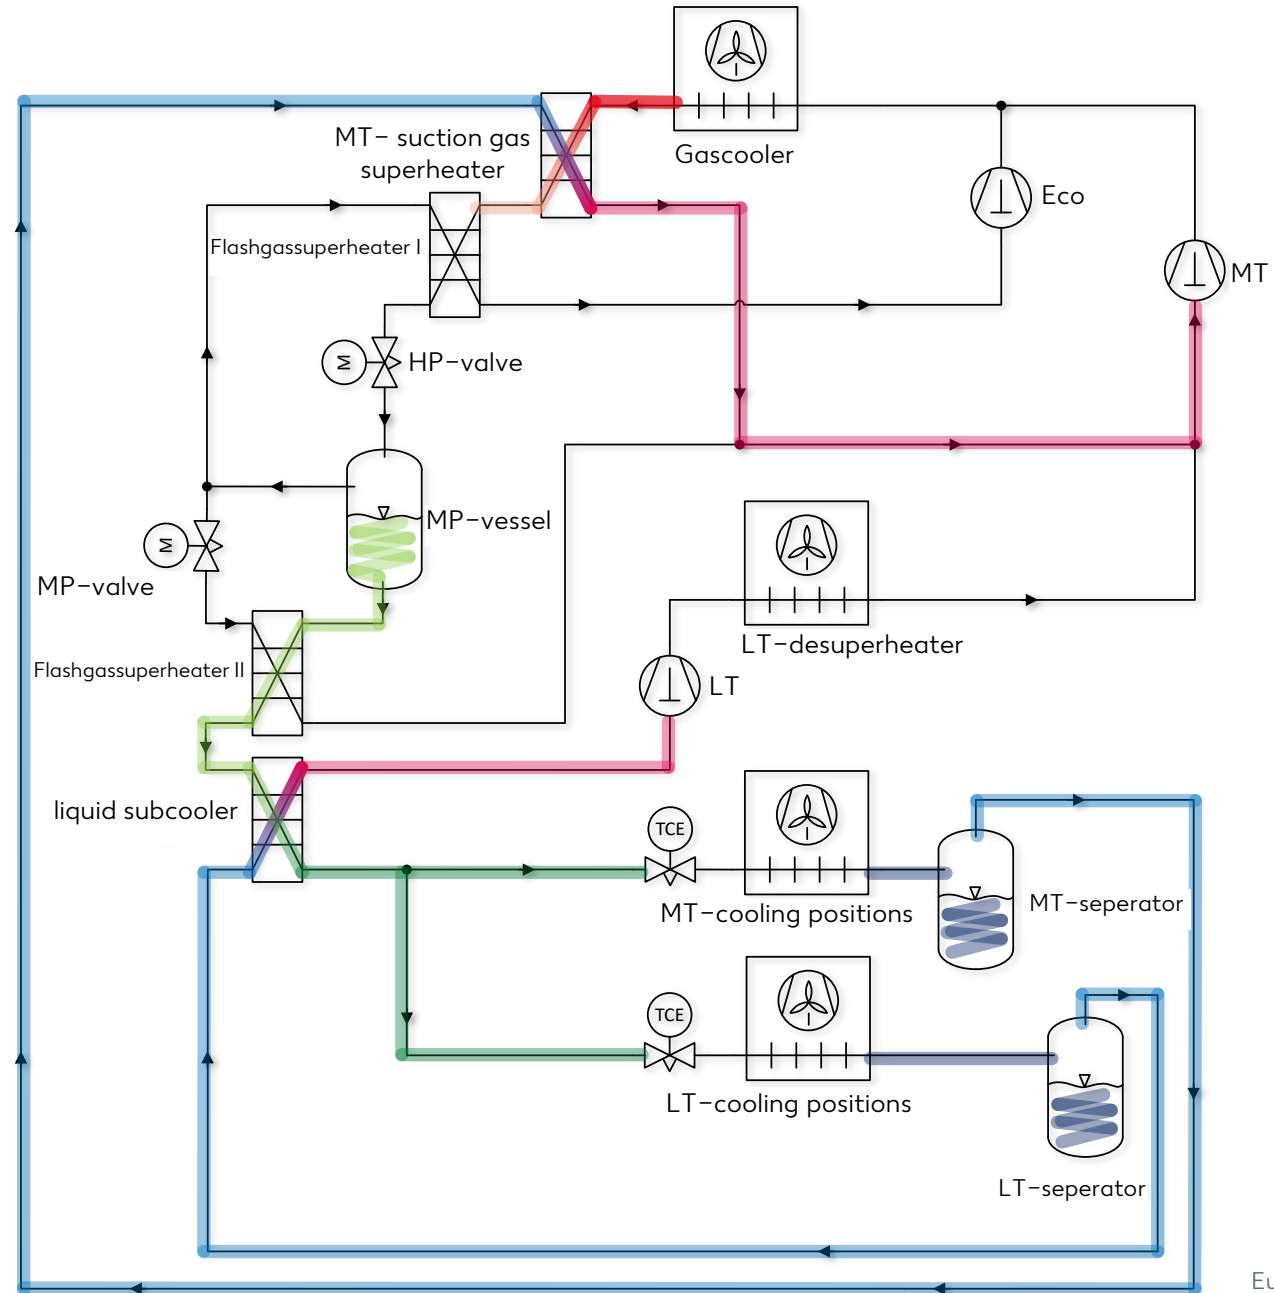 MT- suction gas
superheater
Gascooler
Eco
Flashgassuperheater I
MT
M
HP-valve
MP-vessel
M
MP-valve
LT-desuperheater
Flashgassuperheater II
LT
liquid subcooler
TCE
MT-cooling positions
MT-seperator
TCE
LT-cooling positions
LT-seperator
Eu